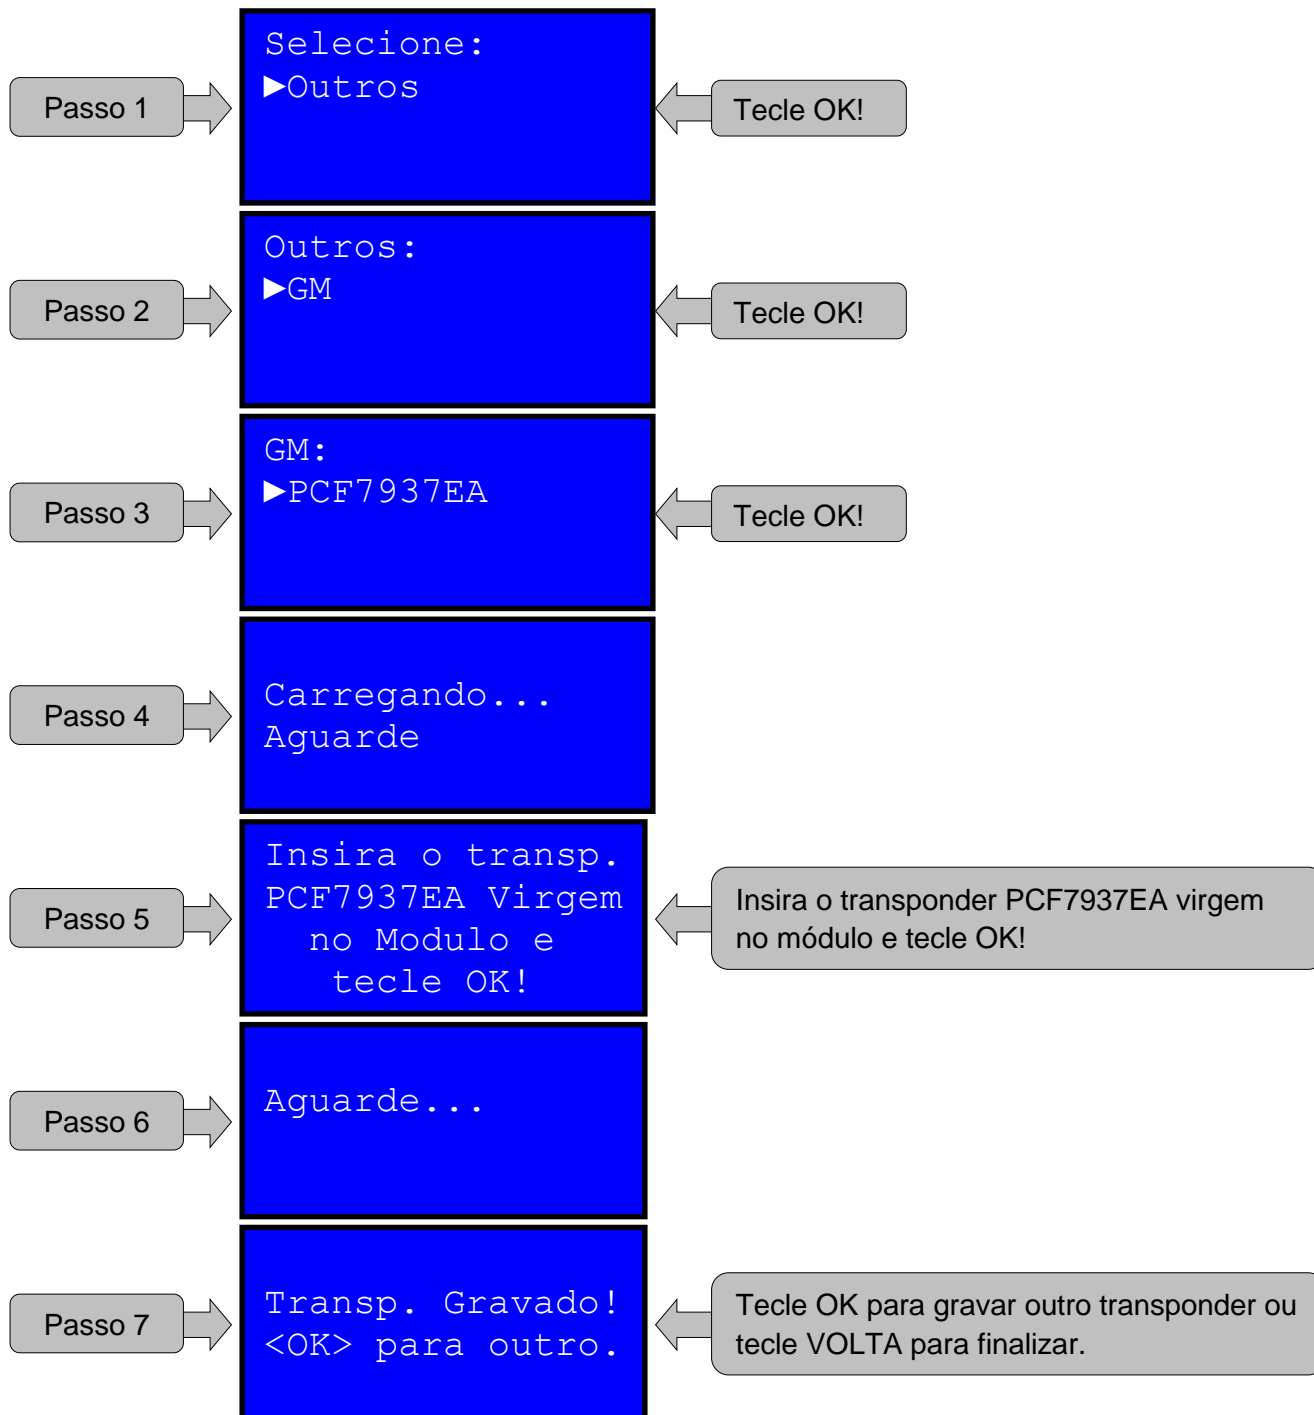 Passo 1
Selecione:
►Outros
Tecle OK!
Passo 2
Outros:
►GM
Tecle OK!
Passo 3
GM:
►PCF7937EA
Tecle OK!
Passo 4
Carregando...
Aguarde
Passo 5
Insira o transp.
PCF7937EA Virgem
no Modulo e
tecle OK!
Insira o transponder PCF7937EA virgem
no módulo e tecle OK!
Passo 6
Aguarde...
Passo 7
Transp. Gravado!
<OK> para outro.
Tecle OK para gravar outro transponder ou
tecle VOLTA para finalizar.